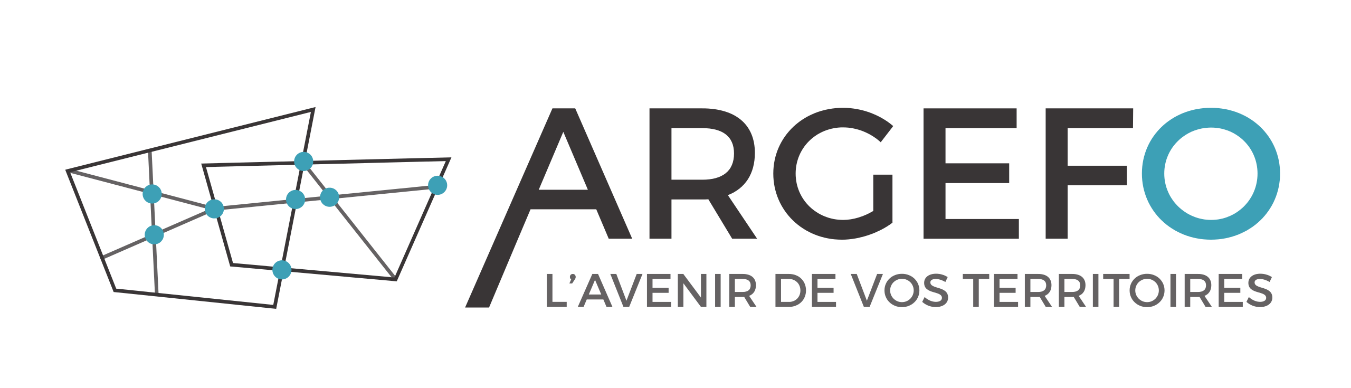 ARGEFO
L'AVENIR DE VOS TERRITOIRES